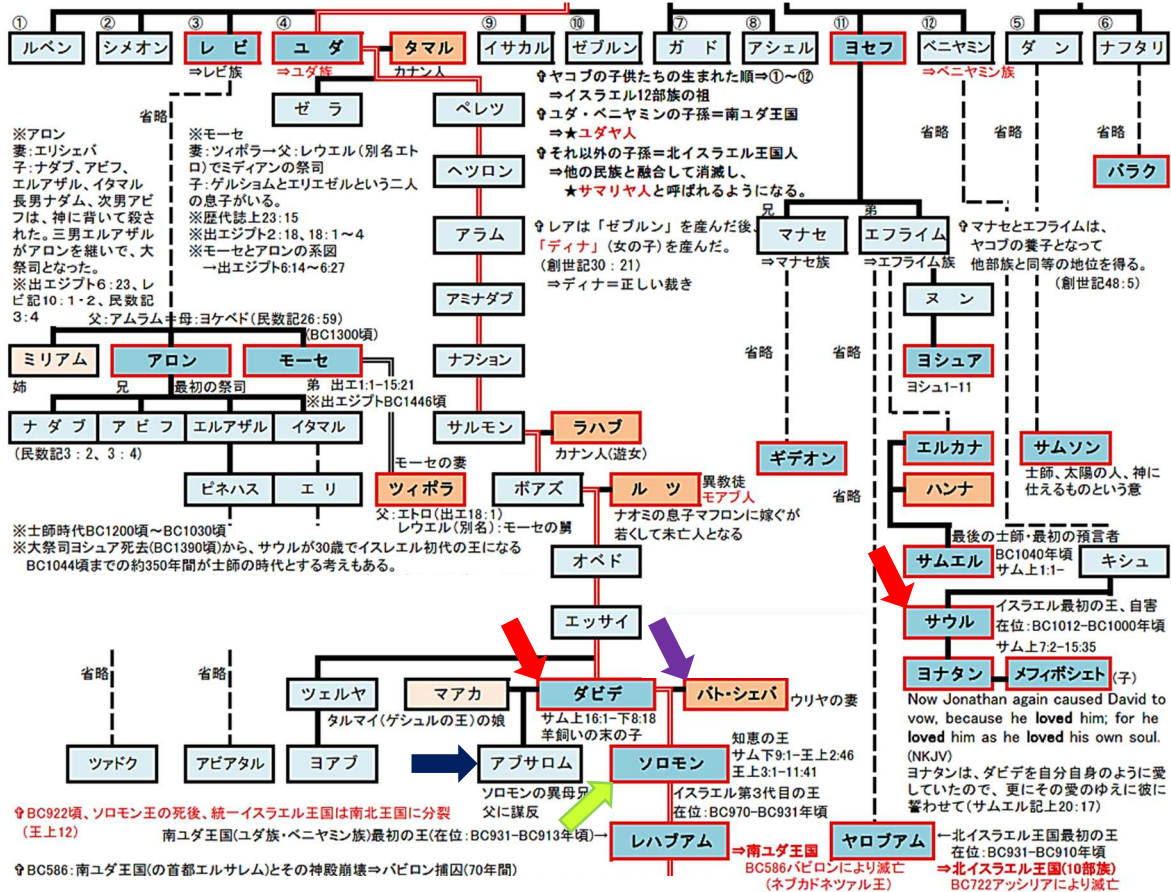 ① ② ③ ④ ⑨ ⑩ ⑦ ⑧ ⑪ ⑫ ⑤ ⑥
ルベン シメオン レビ ユダ タマル イサカル ゼブルン ガド アシェル ヨセフ ベニヤミン ダン ナフタリ
⇒レビ族
⇒ユダ族
カナン人
⇒ベニヤミン族
ゼラ
ペレツ
ヘツロン
アラム
アミナダブ
ナフション
✞ヤコブの子供たちの生まれた順⇒①~⑫
⇒イスラエル12部族の祖
✞ユダ・ベニヤミンの子孫=南ユダ王国
⇒★ユダヤ人
✞それ以外の子孫=北イスラエル王国人
⇒他の民族と融合して消滅し、
★サマリヤ人と呼ばれるようになる。
省略
省略
省略
省略
バラク
※アロン
妻:エリシェバ
子:ナダブ、アビフ、
エルアザル、イタマル
長男ナダム、次男アビ
フは、神に背いて殺さ
れた。三男エルアザル
がアロンを継いで、大
祭司となった。
※出エジプト6:23、レ
ビ記10:1-2、民数記
3:4
※モーセ
妻:ツィポラ→父:レウエル(別名エト
ロ)でミディアンの祭司
子:ゲルショムとエリエゼルという二人
の息子がいる。
※歴代誌上23:15
※出エジプト2:18、18:1~4
※モーセとアロンの系図
→出エジプト6:14~6:27
父:アムラム=母:ヨケベド(民数記26:59)
(BC1300頃)
✞レアは「ゼブルン」を産んだ後、
「ディナ」(女の子)を産んだ。
(創世記30:21)
⇒ディナ=正しい裁き
兄 弟
マナセ エフライム
⇒マナセ族 ⇒エフライム族
✞マナセとエフライムは、
ヤコブの養子となって
他部族と同等の地位を得る。
(創世記48:5)
ヌン
省略 省略
ヨシュア
ヨシュ1-11
ミリアム アロン モーセ
姉 兄 最初の祭司 弟 出エ1:1-15:21
※出エジプトBC1446頃
ナダブ アビフ エルアザル イタマル
(民数記3:2、3:4)
サルモン ラハブ
カナン人(遊女)
ギデオン
エルカナ
ハンナ
サムソン
士師、太陽の人、神に
仕えるものという意
ピネハス エリ
モーセの妻
ツィポラ
父:エトロ(出エ18:1)
レウエル(別名):モーセの舅
ボアズ ルツ
異教徒
モアブ人
ナオミの息子マフロンに嫁ぐが
若くして未亡人となる
省略
※士師時代BC1200頃~BC1030頃
※大祭司ヨシュア死去(BC1390頃)から、サウルが30歳でイスレエル初代の王になる
BC1044頃までの約350年間が士師の時代とする考えもある。
オベド
エッサイ
最後の士師・最初の預言者
サムエル
BC1040年頃
サム上1:1-
キシュ
サウル
イスラエル最初の王、自害
在位:BC1012-BC1000年頃
サム上7:2-15:35
ヨナタン メフィボシェト (子)
Now Jonathan again caused David to
vow, because he loved him; for he
loved him as he loved his own soul.
(NKJV)
ヨナタンは、ダビデを自分自身のように愛
していたので、更にその愛のゆえに彼に
誓わせて(サムエル記上20:17)
省略 省略
ツェルヤ マアカ ダビデ バト・シェバ ウリヤの妻
タルマイ(ゲシュルの王)の娘
サム上16:1-下8:18
羊飼いの末の子
ツァドク アビアタル ヨアブ アブサロム ソロモン
ソロモンの異母兄
父に謀反
知恵の王
サム下9:1-王上2:46
王上3:1-11:41
イスラエル第3代目の王
在位:BC970-BC931年頃
✞BC922頃、ソロモン王の死後、統一イスラエル王国は南北王国に分裂
(王上12)
南ユダ王国(ユダ族・ベニヤミン族)最初の王(在位:BC931-BC913年頃)→
レハブアム
⇒南ユダ王国
BC586バビロンにより滅亡
(ネブカドネツァル王)
ヤロブアム
←北イスラエル王国最初の王
在位:BC931-BC910年頃
⇒北イスラエル王国(10部族)
BC722アッシリアにより滅亡
✞BC586:南ユダ王国(の首都エルサレム)とその神殿崩壊⇒バビロン捕囚(70年間)